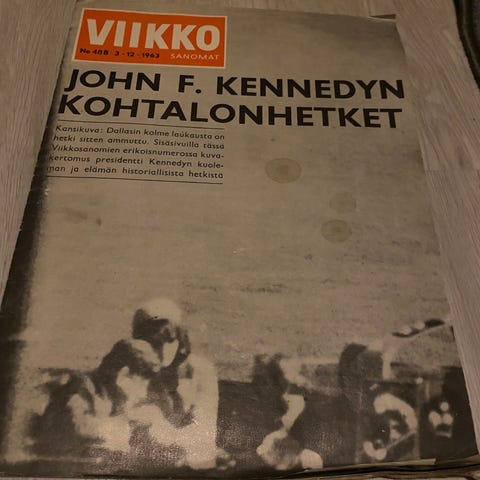 VIIKKO
No 48B 3-12-1963 SANOMAT
JOHN F. KENNEDYN
KOHTALONHETKET
Kansikuva: Dallasin kolme laukausta on
hetki sitten ammuttu. Sisäsivuilla tässä
Viikkosanomien erikoisnumerossa kuva-
kertomus presidentti Kennedyn kuole-
man ja elämän historiallisista hetkistä